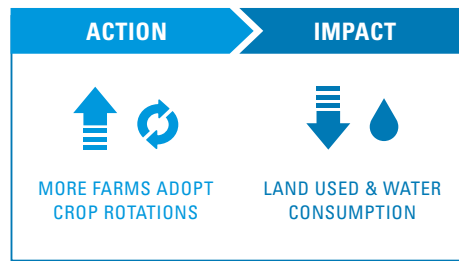 ACTION
IMPACT
MORE FARMS ADOPT
CROP ROTATIONS
LAND USED & WATER
CONSUMPTION